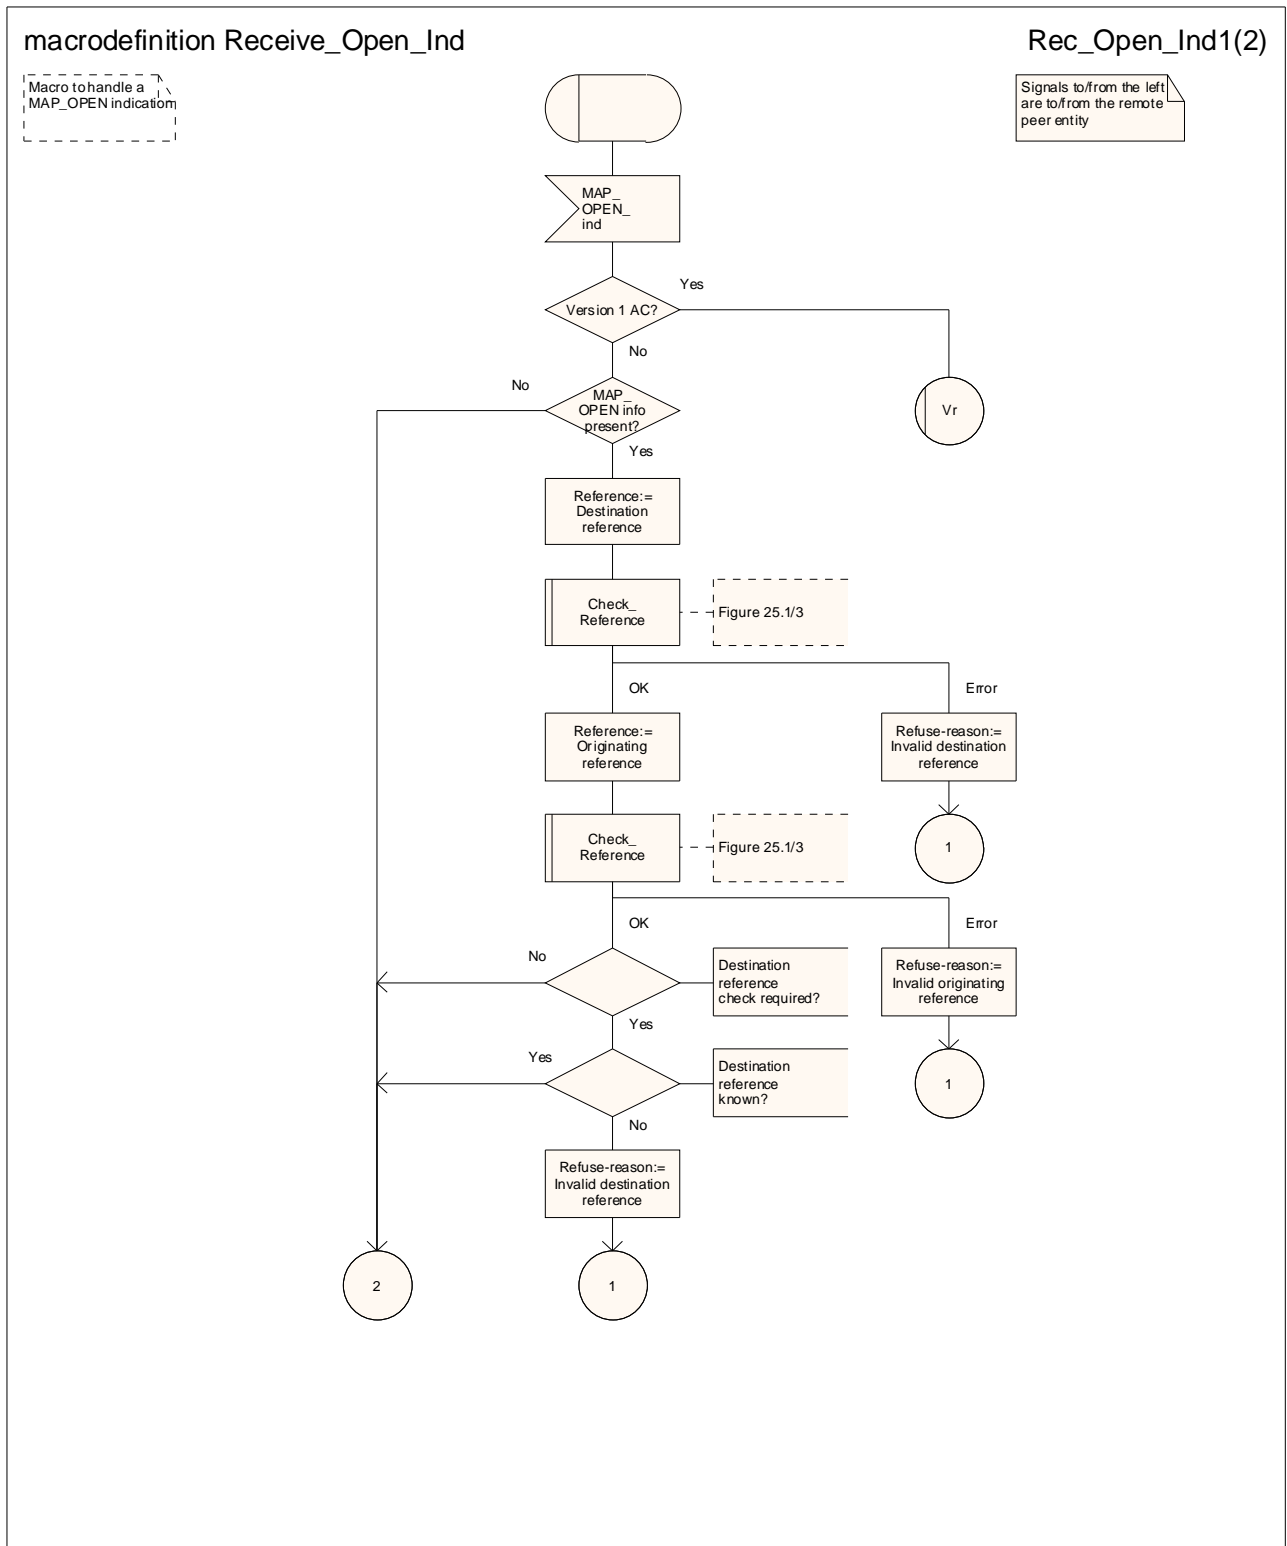 macrodefinition Receive_Open_Ind
Rec_Open_Ind1(2)
Macro to handle a
MAP_OPEN indication
Signals to/from the left
are to/from the remote
peer entity
MAP_
OPEN_
ind
Version 1 AC?
Yes
No
Vr
MAP_
OPEN info
present?
No
Yes
Reference:=
Destination
reference
Check_
Reference
Figure 25.1/3
OK
Error
Reference:=
Originating
reference
Refuse-reason:=
Invalid destination
reference
1
Check_
Reference
Figure 25.1/3
OK
Error
No
Destination
reference
check required?
Refuse-reason:=
Invalid originating
reference
Yes
1
Yes
Destination
reference
known?
No
Refuse-reason:=
Invalid destination
reference
2
1